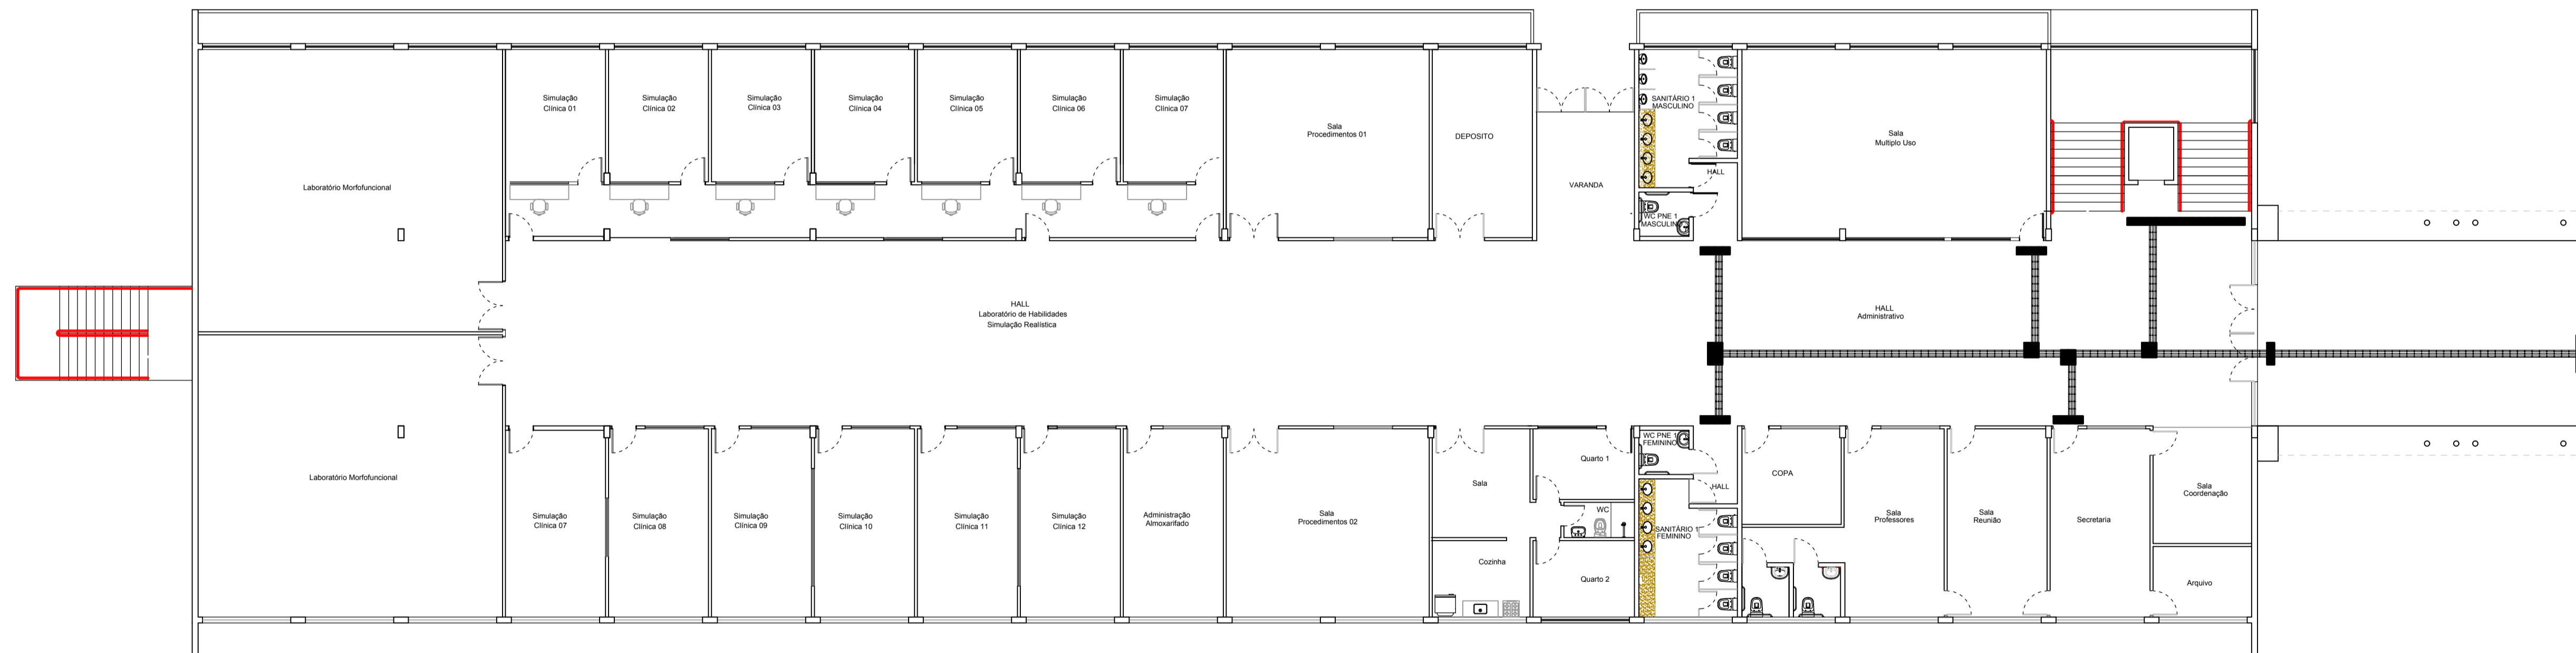 Simulação
Clínica 01
Simulação
Clínica 02
Simulação
Clínica 03
Simulação
Clínica 04
Simulação
Clínica 05
Simulação
Clínica 06
Simulação
Clínica 07
Sala
Procedimentos 01
DEPOSITO
VARANDA
SANITÁRIO 1
MASCULINO
HALL
WC PNE 1
MASCULINO
Sala
Multiplo Uso
Laboratório Morfofuncional
HALL
Laboratório de Habilidades
Simulação Realística
HALL
Administrativo
Laboratório Morfofuncional
Simulação
Clínica 07
Simulação
Clínica 08
Simulação
Clínica 09
Simulação
Clínica 10
Simulação
Clínica 11
Simulação
Clínica 12
Administração
Almoxarifado
Sala
Procedimentos 02
Sala
Cozinha
Quarto 1
WC
Quarto 2
WC PNE 1
FEMININO
HALL
SANITÁRIO 1
FEMININO
COPA
Sala
Professores
Sala
Reunião
Secretaria
Sala
Coordenação
Arquivo